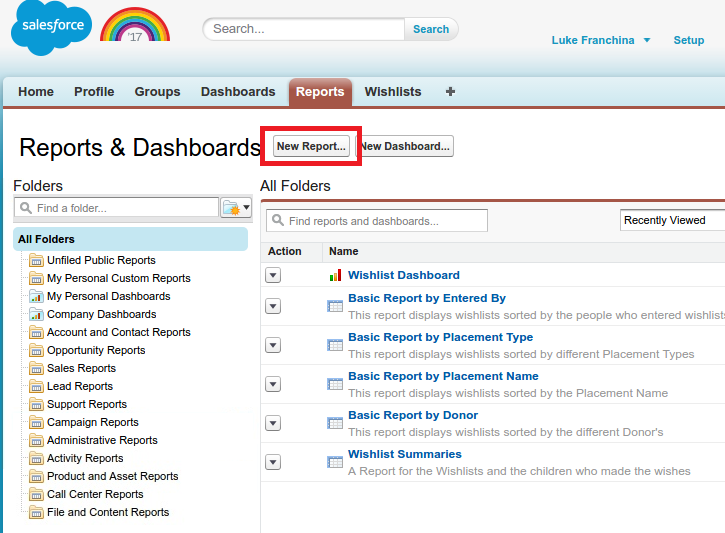 salesforce
'17
Search...
Search
Luke Franchina
Setup
Home
Profile
Groups
Dashboards
Reports
Wishlists
+
Reports & Dashboards
New Report...
New Dashboard...
Folders
Find a folder...
All Folders
Unfiled Public Reports
My Personal Custom Reports
My Personal Dashboards
Company Dashboards
Account and Contact Reports
Opportunity Reports
Sales Reports
Lead Reports
Support Reports
Campaign Reports
Administrative Reports
Activity Reports
Product and Asset Reports
Call Center Reports
File and Content Reports
All Folders
Find reports and dashboards...
Recently Viewed
Action
Name
Wishlist Dashboard
Basic Report by Entered By
This report displays wishlists sorted by the people who entered wishlists
Basic Report by Placement Type
This report displays wishlists sorted by different Placement Types
Basic Report by Placement Name
This report displays wishlists sorted by the Placement Name
Basic Report by Donor
This report displays wishlists sorted by the different Donor's
Wishlist Summaries
A Report for the Wishlists and the children who made the wishes